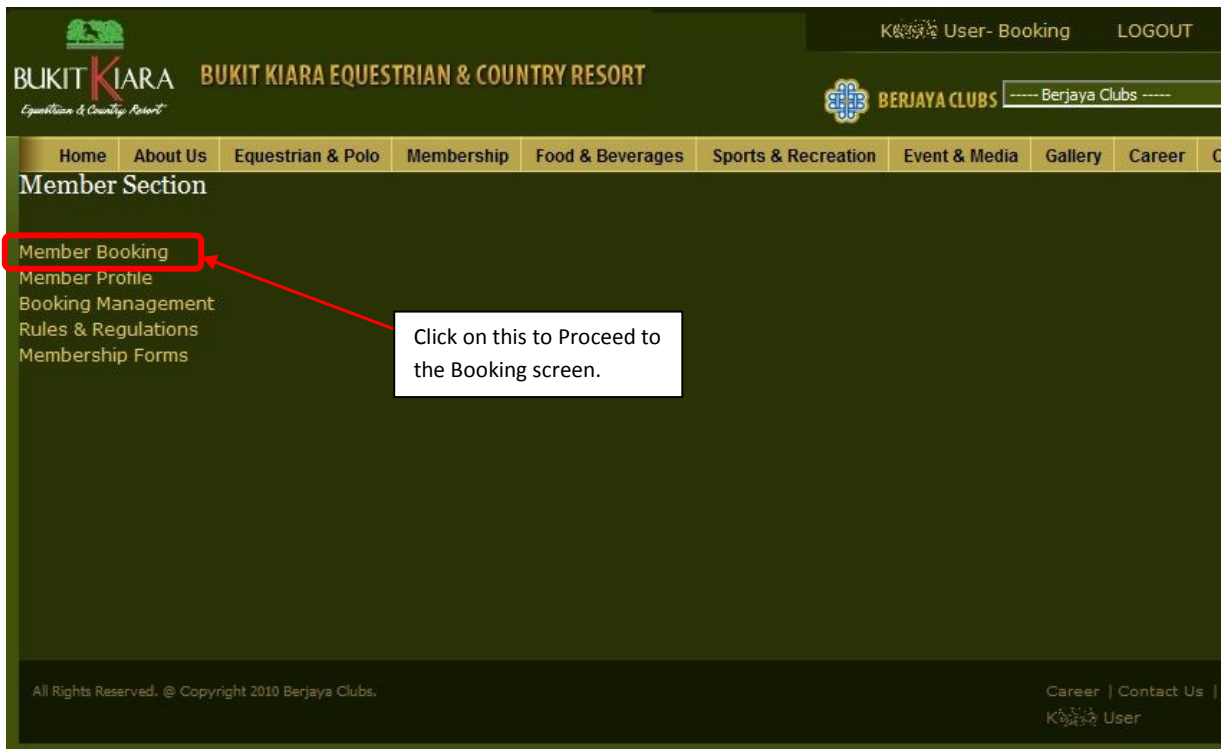 User- Booking LOGOUT
BUKIT KIARA
Equestrian & Country Resort
BUKIT KIARA EQUESTRIAN & COUNTRY RESORT
BERJAYA CLUBS ----- Berjaya Clubs -----
Home About Us Equestrian & Polo Membership Food & Beverages Sports & Recreation Event & Media Gallery Career
Member Section
Member Booking
Member Profile
Booking Management
Rules & Regulations
Membership Forms
Click on this to Proceed to
the Booking screen.
All Rights Reserved. @ Copyright 2010 Berjaya Clubs.
Career | Contact Us |
User